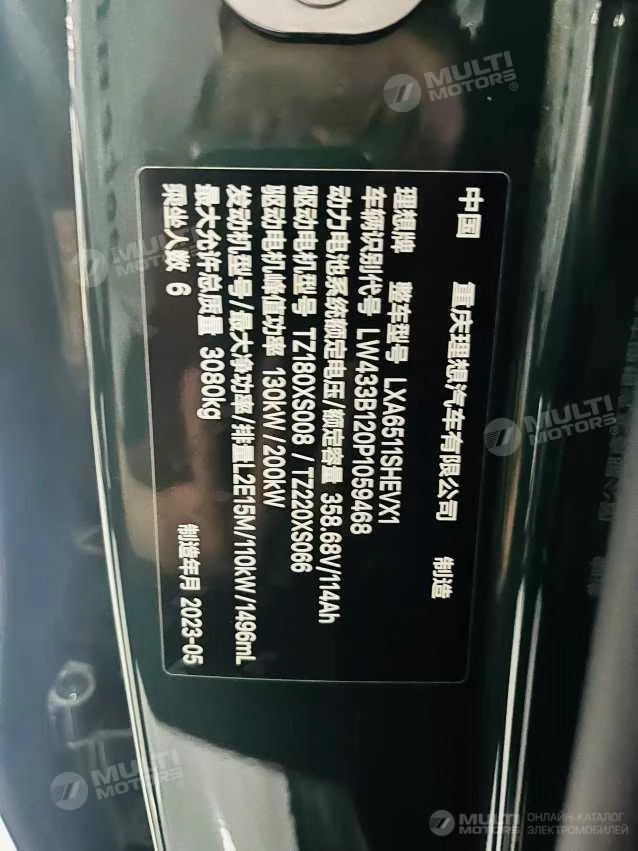 中国 重庆理想汽车有限公司 制造
理想牌 整车型号 LXA6511SHEVX1
车辆识别代号 LW433B120P1059468
动力电池系统额定电压/额定容量 358.68V/114Ah
驱动电机型号 TZ180XS008 / TZ220XS066
驱动电机峰值功率 130kW/200kW
发动机型号/最大净功率/排量L2E15M/110kW/1496mL
最大允许总质量 3080kg
乘坐人数 6 制造年月 2023-05
MULTI MOTORS®
MULTI MOTORS®
MULTI MOTORS®
MULTI MOTORS®
MULTI MOTORS® ОНЛАЙН-КАТАЛОГ ЭЛЕКТРОМОБИЛЕЙ